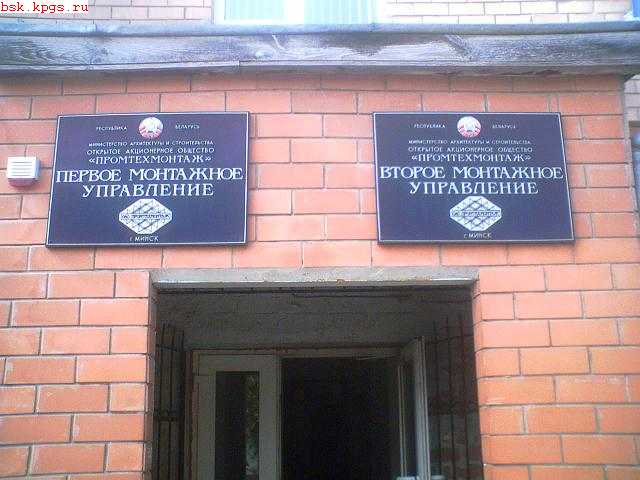 bsk.kpgs.ru
РЕСПУБЛИКА БЕЛАРУСЬ
МИНИСТЕРСТВО АРХИТЕКТУРЫ И СТРОИТЕЛЬСТВА
ОТКРЫТОЕ АКЦИОНЕРНОЕ ОБЩЕСТВО
«ПРОМТЕХМОНТАЖ»
ПЕРВОЕ МОНТАЖНОЕ
УПРАВЛЕНИЕ
г. МИНСК
РЕСПУБЛИКА БЕЛАРУСЬ
МИНИСТЕРСТВО АРХИТЕКТУРЫ И СТРОИТЕЛЬСТВА
ОТКРЫТОЕ АКЦИОНЕРНОЕ ОБЩЕСТВО
«ПРОМТЕХМОНТАЖ»
ВТОРОЕ МОНТАЖНОЕ
УПРАВЛЕНИЕ
г. МИНСК